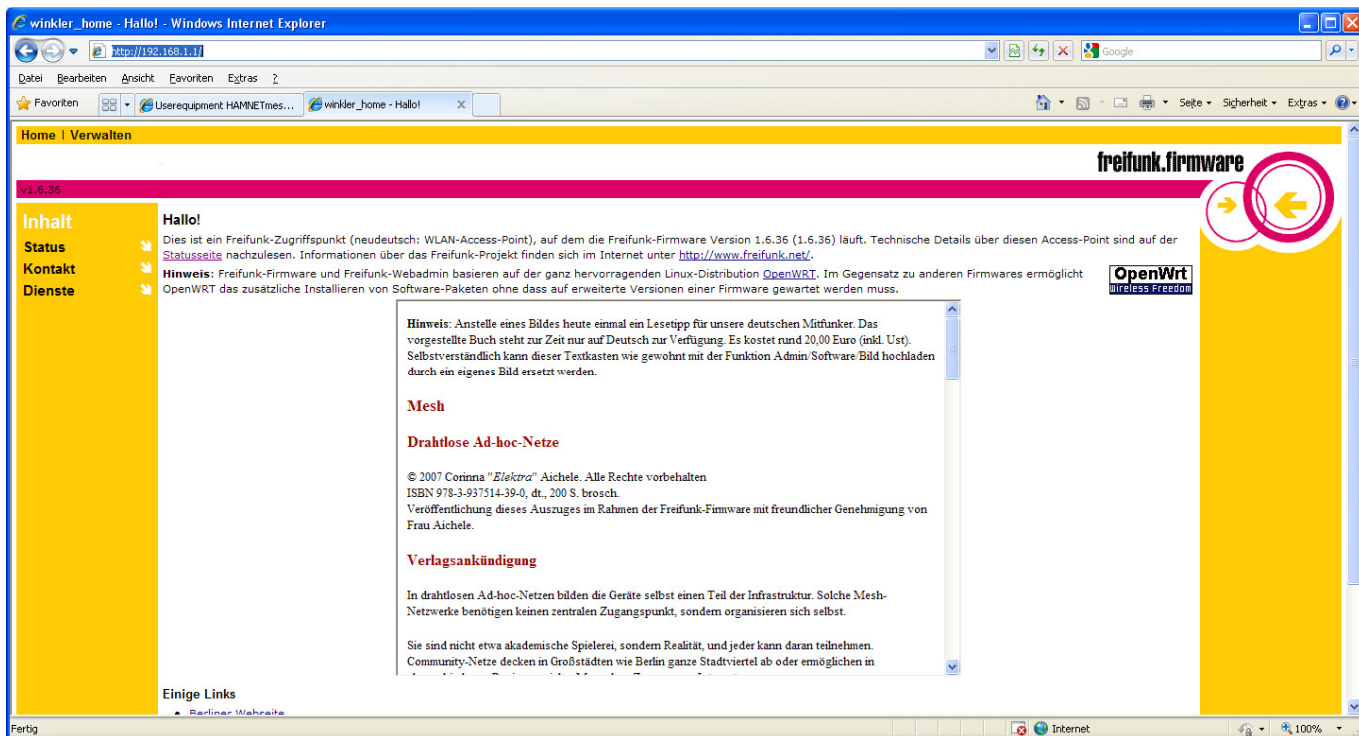 winkler_home - Hallo! - Windows Internet Explorer
http://192.168.1.1/
Google
Datei Bearbeiten Ansicht Favoriten Extras ?
Favoriten Userequipment HAMNETmes... winkler_home - Hallo! X Seite Sicherheit Extras
Home | Verwalten
freifunk.firmware
v1.6.36
Inhalt
Status
Kontakt
Dienste
Hallo!
Dies ist ein Freifunk-Zugriffspunkt (neudeutsch: WLAN-Access-Point), auf dem die Freifunk-Firmware Version 1.6.36 (1.6.36) läuft. Technische Details über diesen Access-Point sind auf der
Statusseite nachzulesen. Informationen über das Freifunk-Projekt finden sich im Internet unter http://www.freifunk.net/.
Hinweis: Freifunk-Firmware und Freifunk-Webadmin basieren auf der ganz hervorragenden Linux-Distribution OpenWRT. Im Gegensatz zu anderen Firmwares ermöglicht
OpenWRT das zusätzliche Installieren von Software-Paketen ohne dass auf erweiterte Versionen einer Firmware gewartet werden muss.
OpenWrt
Wireless Freedom
Hinweis: Anstelle eines Bildes heute einmal ein Lesetipp für unsere deutschen Mitfunker. Das
vorgestellte Buch steht zur Zeit nur auf Deutsch zur Verfügung. Es kostet rund 20,00 Euro (inkl. Ust).
Selbstverständlich kann dieser Textkasten wie gewohnt mit der Funktion Admin/Software/Bild hochladen
durch ein eigenes Bild ersetzt werden.
Mesh
Drahtlose Ad-hoc-Netze
© 2007 Corinna "Elektra" Aichele. Alle Rechte vorbehalten
ISBN 978-3-937514-39-0, dt., 200 S. brosch.
Veröffentlichung dieses Auszuges im Rahmen der Freifunk-Firmware mit freundlicher Genehmigung von
Frau Aichele.
Verlagsankündigung
In drahtlosen Ad-hoc-Netzen bilden die Geräte selbst einen Teil der Infrastruktur. Solche Mesh-
Netzwerke benötigen keinen zentralen Zugangspunkt, sondern organisieren sich selbst.
Sie sind nicht etwa akademische Spielerei, sondern Realität, und jeder kann daran teilnehmen.
Community-Netze decken in Großstädten wie Berlin ganze Stadtviertel ab oder ermöglichen in
Einige Links
Berliner Webseite
Fertig Internet 100%